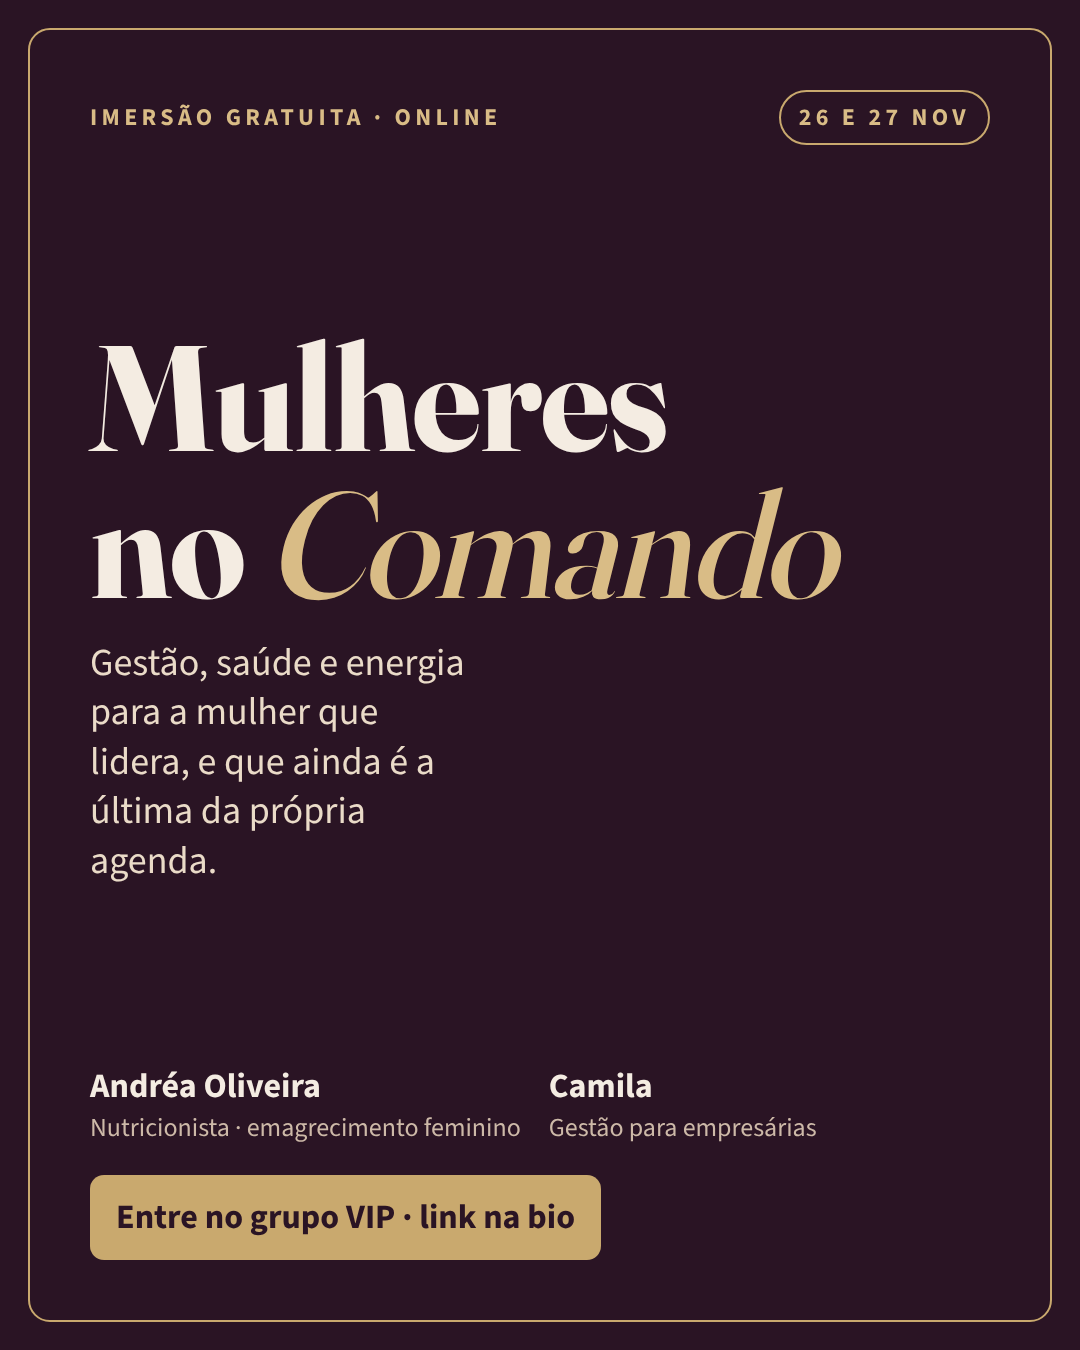 IMERSÃO GRATUITA · ONLINE
26 E 27 NOV
Mulheres
no Comando
Gestão, saúde e energia
para a mulher que
lidera, e que ainda é a
última da própria
agenda.
Andréa Oliveira
Nutricionista · emagrecimento feminino
Camila
Gestão para empresárias
Entre no grupo VIP · link na bio